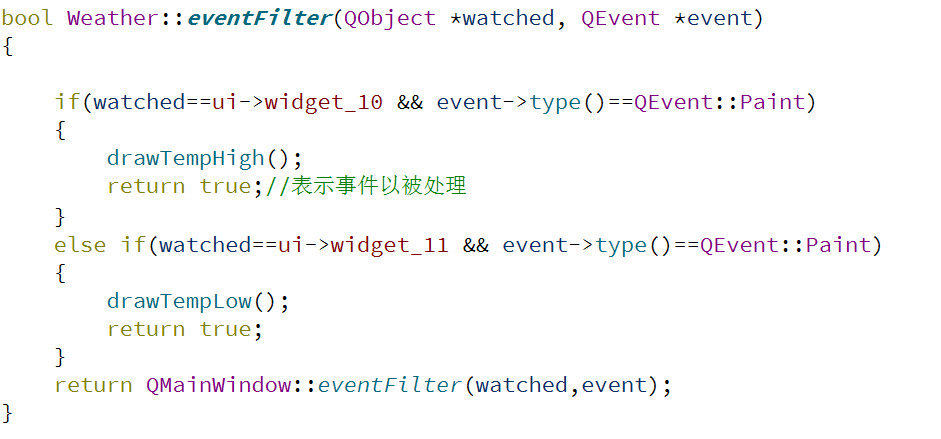 bool Weather::eventFilter(QObject *watched, QEvent *event)
{
    if(watched==ui->widget_10 && event->type()==QEvent::Paint)
    {
        drawTempHigh();
        return true;//表示事件以被处理
    }
    else if(watched==ui->widget_11 && event->type()==QEvent::Paint)
    {
        drawTempLow();
        return true;
    }
    return QMainWindow::eventFilter(watched,event);
}